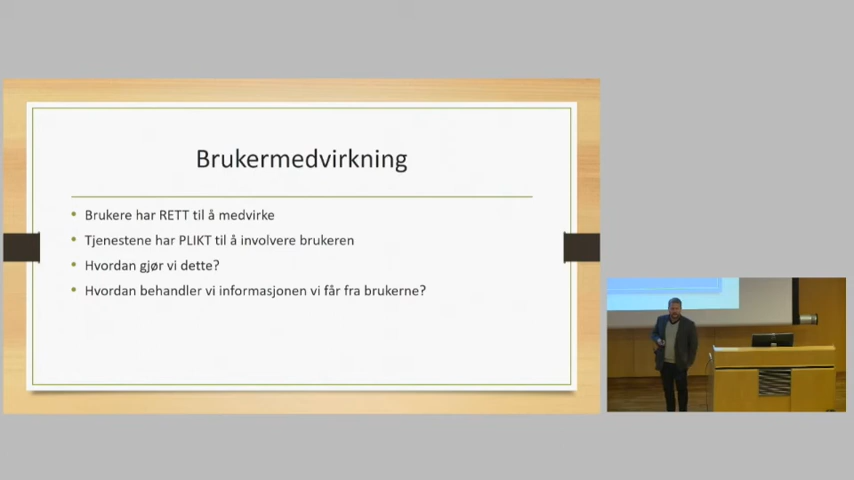 Brukermedvirkning
Brukere har RETT til å medvirke
Tjenestene har PLIKT til å involvere brukeren
Hvordan gjør vi dette?
Hvordan behandler vi informasjonen vi får fra brukerne?